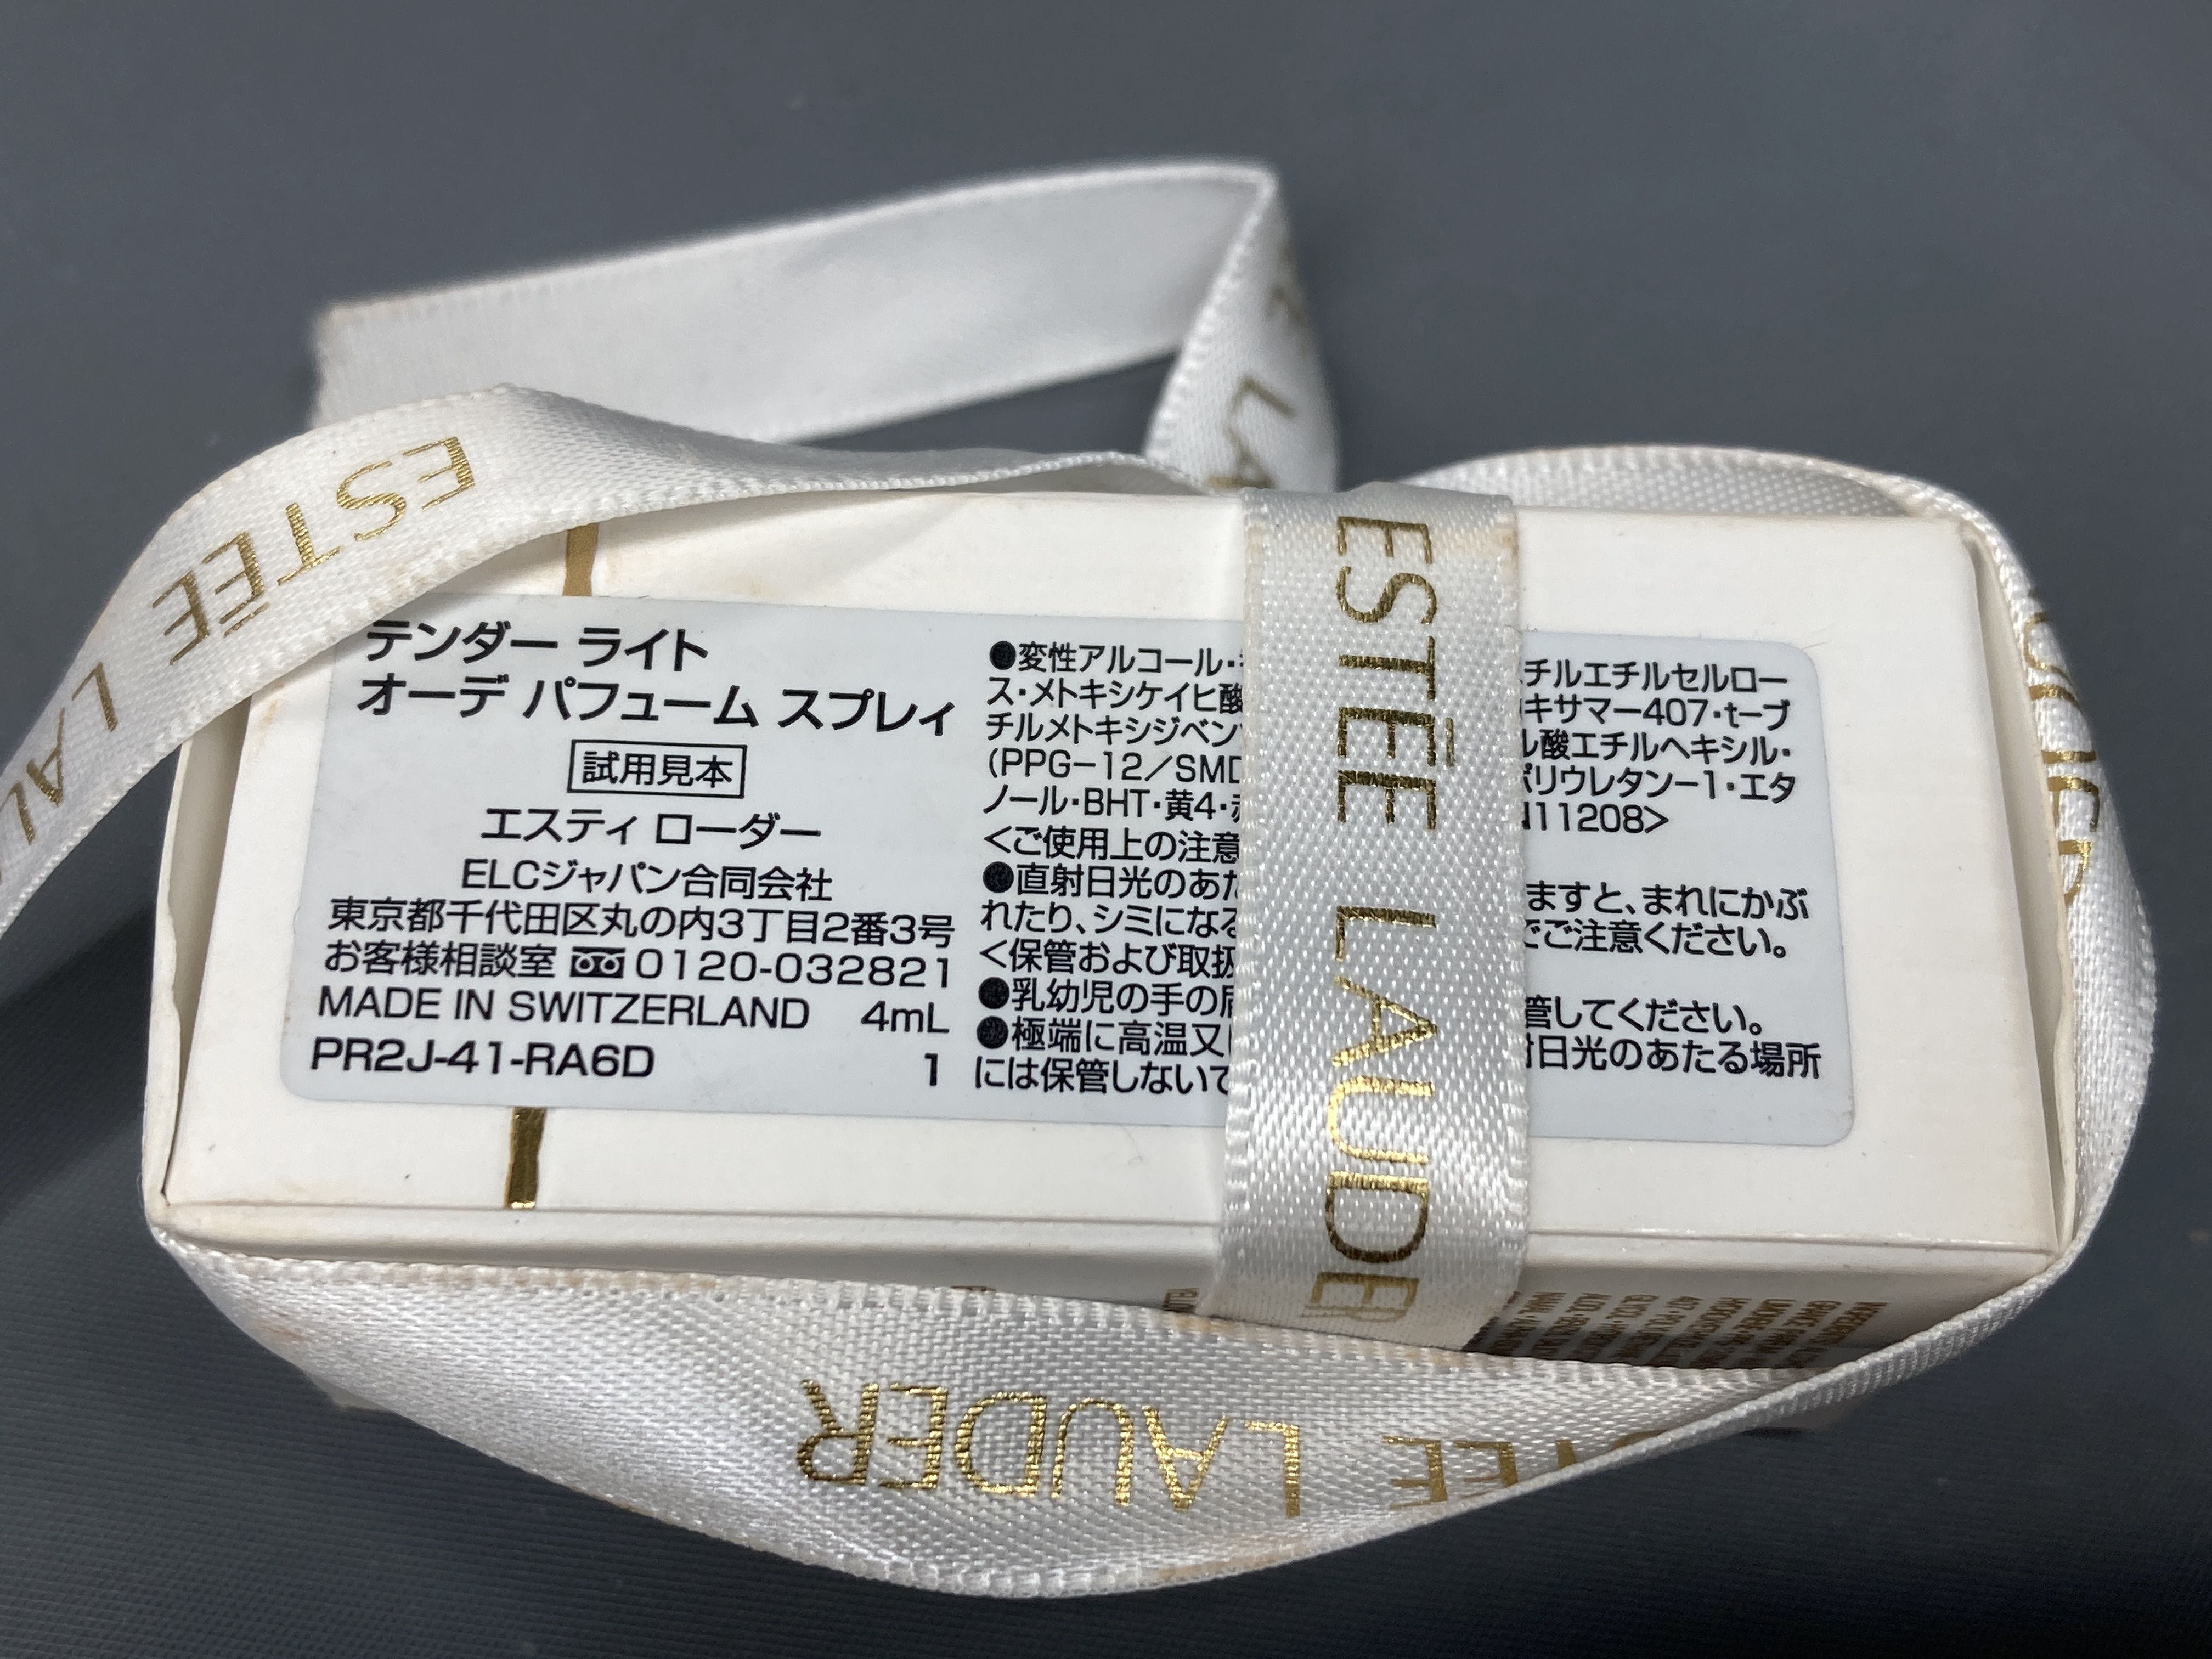 ESTÉE LAUDER
テンダー ライト
オーデ パフューム スプレィ
試用見本
エスティ ローダー
ELCジャパン合同会社
東京都千代田区丸の内3丁目2番3号
お客様相談室 0120-032821
MADE IN SWITZERLAND 4mL
PR2J-41-RA6D 1
●変性アルコール・ チルエチルセルロー
ス・メトキシケイヒ酸 キサマー407・t-ブ
チルメトキシジベン 酸エチルヘキシル・
(PPG-12/SMD ポリウレタン-1・エタ
ノール・BHT・黄4・ 11208>
<ご使用上の注意
●直射日光のあた ますと、まれにかぶ
れたり、シミになる でご注意ください。
<保管および取扱
●乳幼児の手の 管してください。
●極端に高温又 日光のあたる場所
には保管しないで
ESTÉE LAUDER
LAUDER